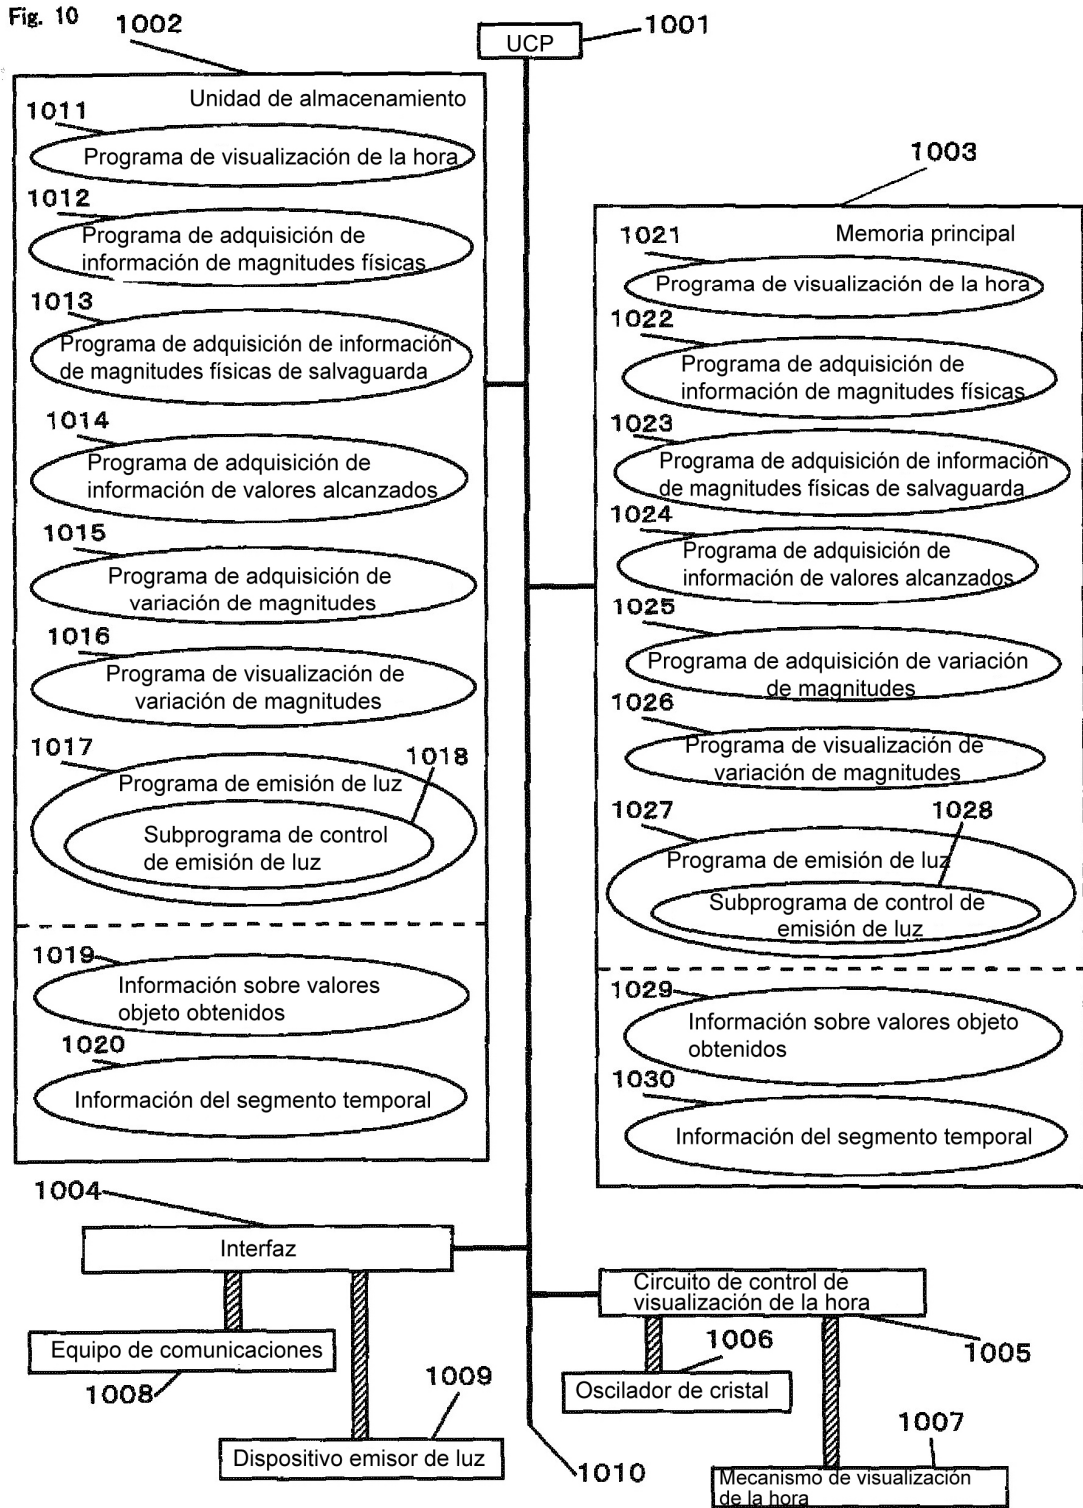 Fig. 10
1002
UCP
1001
Unidad de almacenamiento
1011
Programa de visualización de la hora
1012
Programa de adquisición de
información de magnitudes físicas
1013
Programa de adquisición de información
de magnitudes físicas de salvaguarda
1014
Programa de adquisición de
información de valores alcanzados
1015
Programa de adquisición de
variación de magnitudes
1016
Programa de visualización de
variación de magnitudes
1017
1018
Programa de emisión de luz
Subprograma de control
de emisión de luz
1019
Información sobre valores
objeto obtenidos
1020
Información del segmento temporal
1003
1021
Memoria principal
Programa de visualización de la hora
1022
Programa de adquisición de
información de magnitudes físicas
1023
Programa de adquisición de información
de magnitudes físicas de salvaguarda
1024
Programa de adquisición de
información de valores alcanzados
1025
Programa de adquisición de variación
de magnitudes
1026
Programa de visualización de
variación de magnitudes
1027
1028
Programa de emisión de luz
Subprograma de control de
emisión de luz
1029
Información sobre valores objeto
obtenidos
1030
Información del segmento temporal
1004
Interfaz
Equipo de comunicaciones
1008
1009
Dispositivo emisor de luz
1010
Circuito de control de
visualización de la hora
1006
1005
Oscilador de cristal
1007
Mecanismo de visualización
de la hora